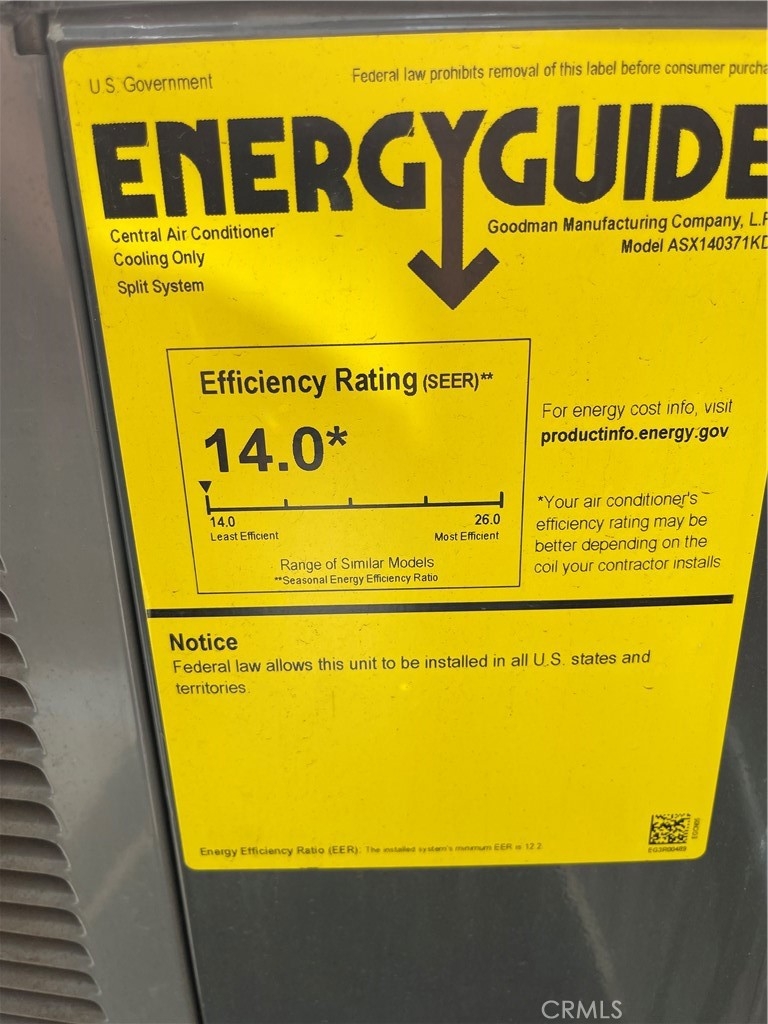 U.S. Government
Federal law prohibits removal of this label before consumer purcha
ENERGYGUIDE
Central Air Conditioner
Cooling Only
Split System
Goodman Manufacturing Company, L.P
Model ASX140371KD
Efficiency Rating (SEER)**
14.0*
14.0
26.0
Least Efficient
Most Efficient
Range of Similar Models
**Seasonal Energy Efficiency Ratio
For energy cost info, visit
productinfo.energy.gov
*Your air conditioner's
efficiency rating may be
better depending on the
coil your contractor installs
Notice
Federal law allows this unit to be installed in all U.S. states and
territories.
Energy Efficiency Ratio (EER): The installed system's minimum EER is 12.2
CRMLS